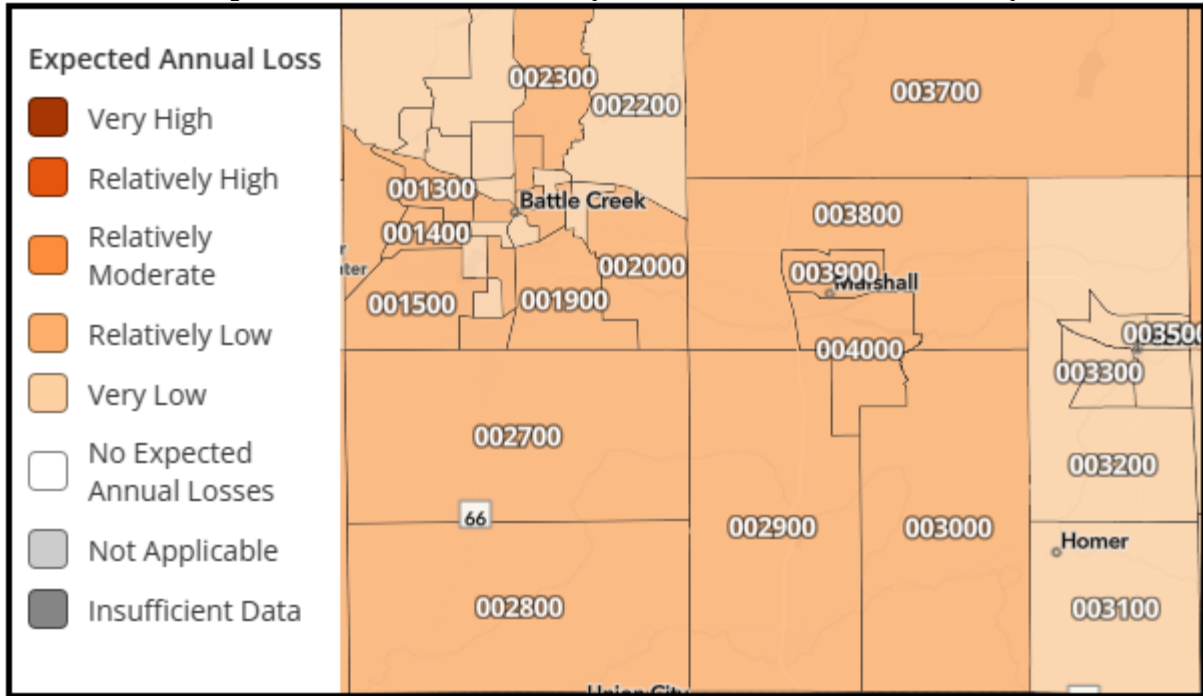 Expected Annual Loss
Very High
Relatively High
Relatively
Moderate
Relatively Low
Very Low
No Expected
Annual Losses
Not Applicable
Insufficient Data
002300
002200
003700
001300
Battle Creek
003800
001400
002000
003900
Marshall
001500
001900
003500
004000
003300
002700
003200
66
002900
003000
Homer
002800
003100
Union City